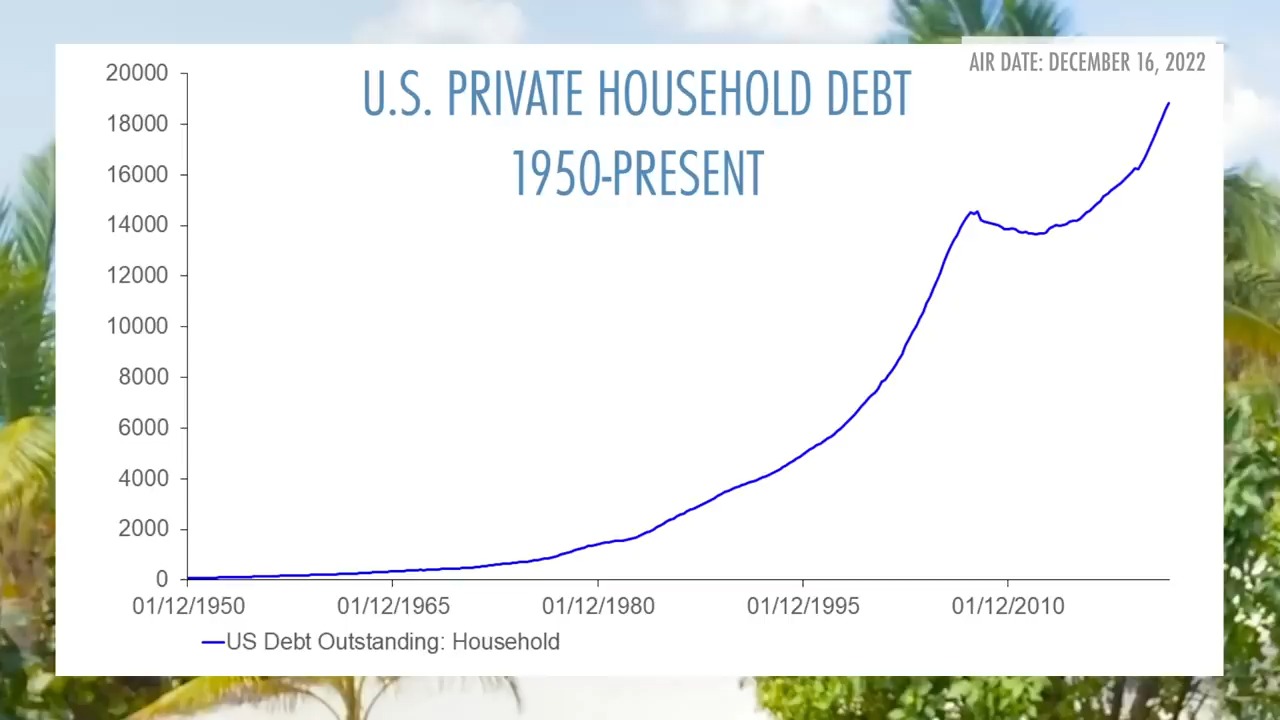 AIR DATE: DECEMBER 16, 2022
U.S. PRIVATE HOUSEHOLD DEBT
1950-PRESENT
20000
18000
16000
14000
12000
10000
8000
6000
4000
2000
0
01/12/1950 01/12/1965 01/12/1980 01/12/1995 01/12/2010
US Debt Outstanding: Household